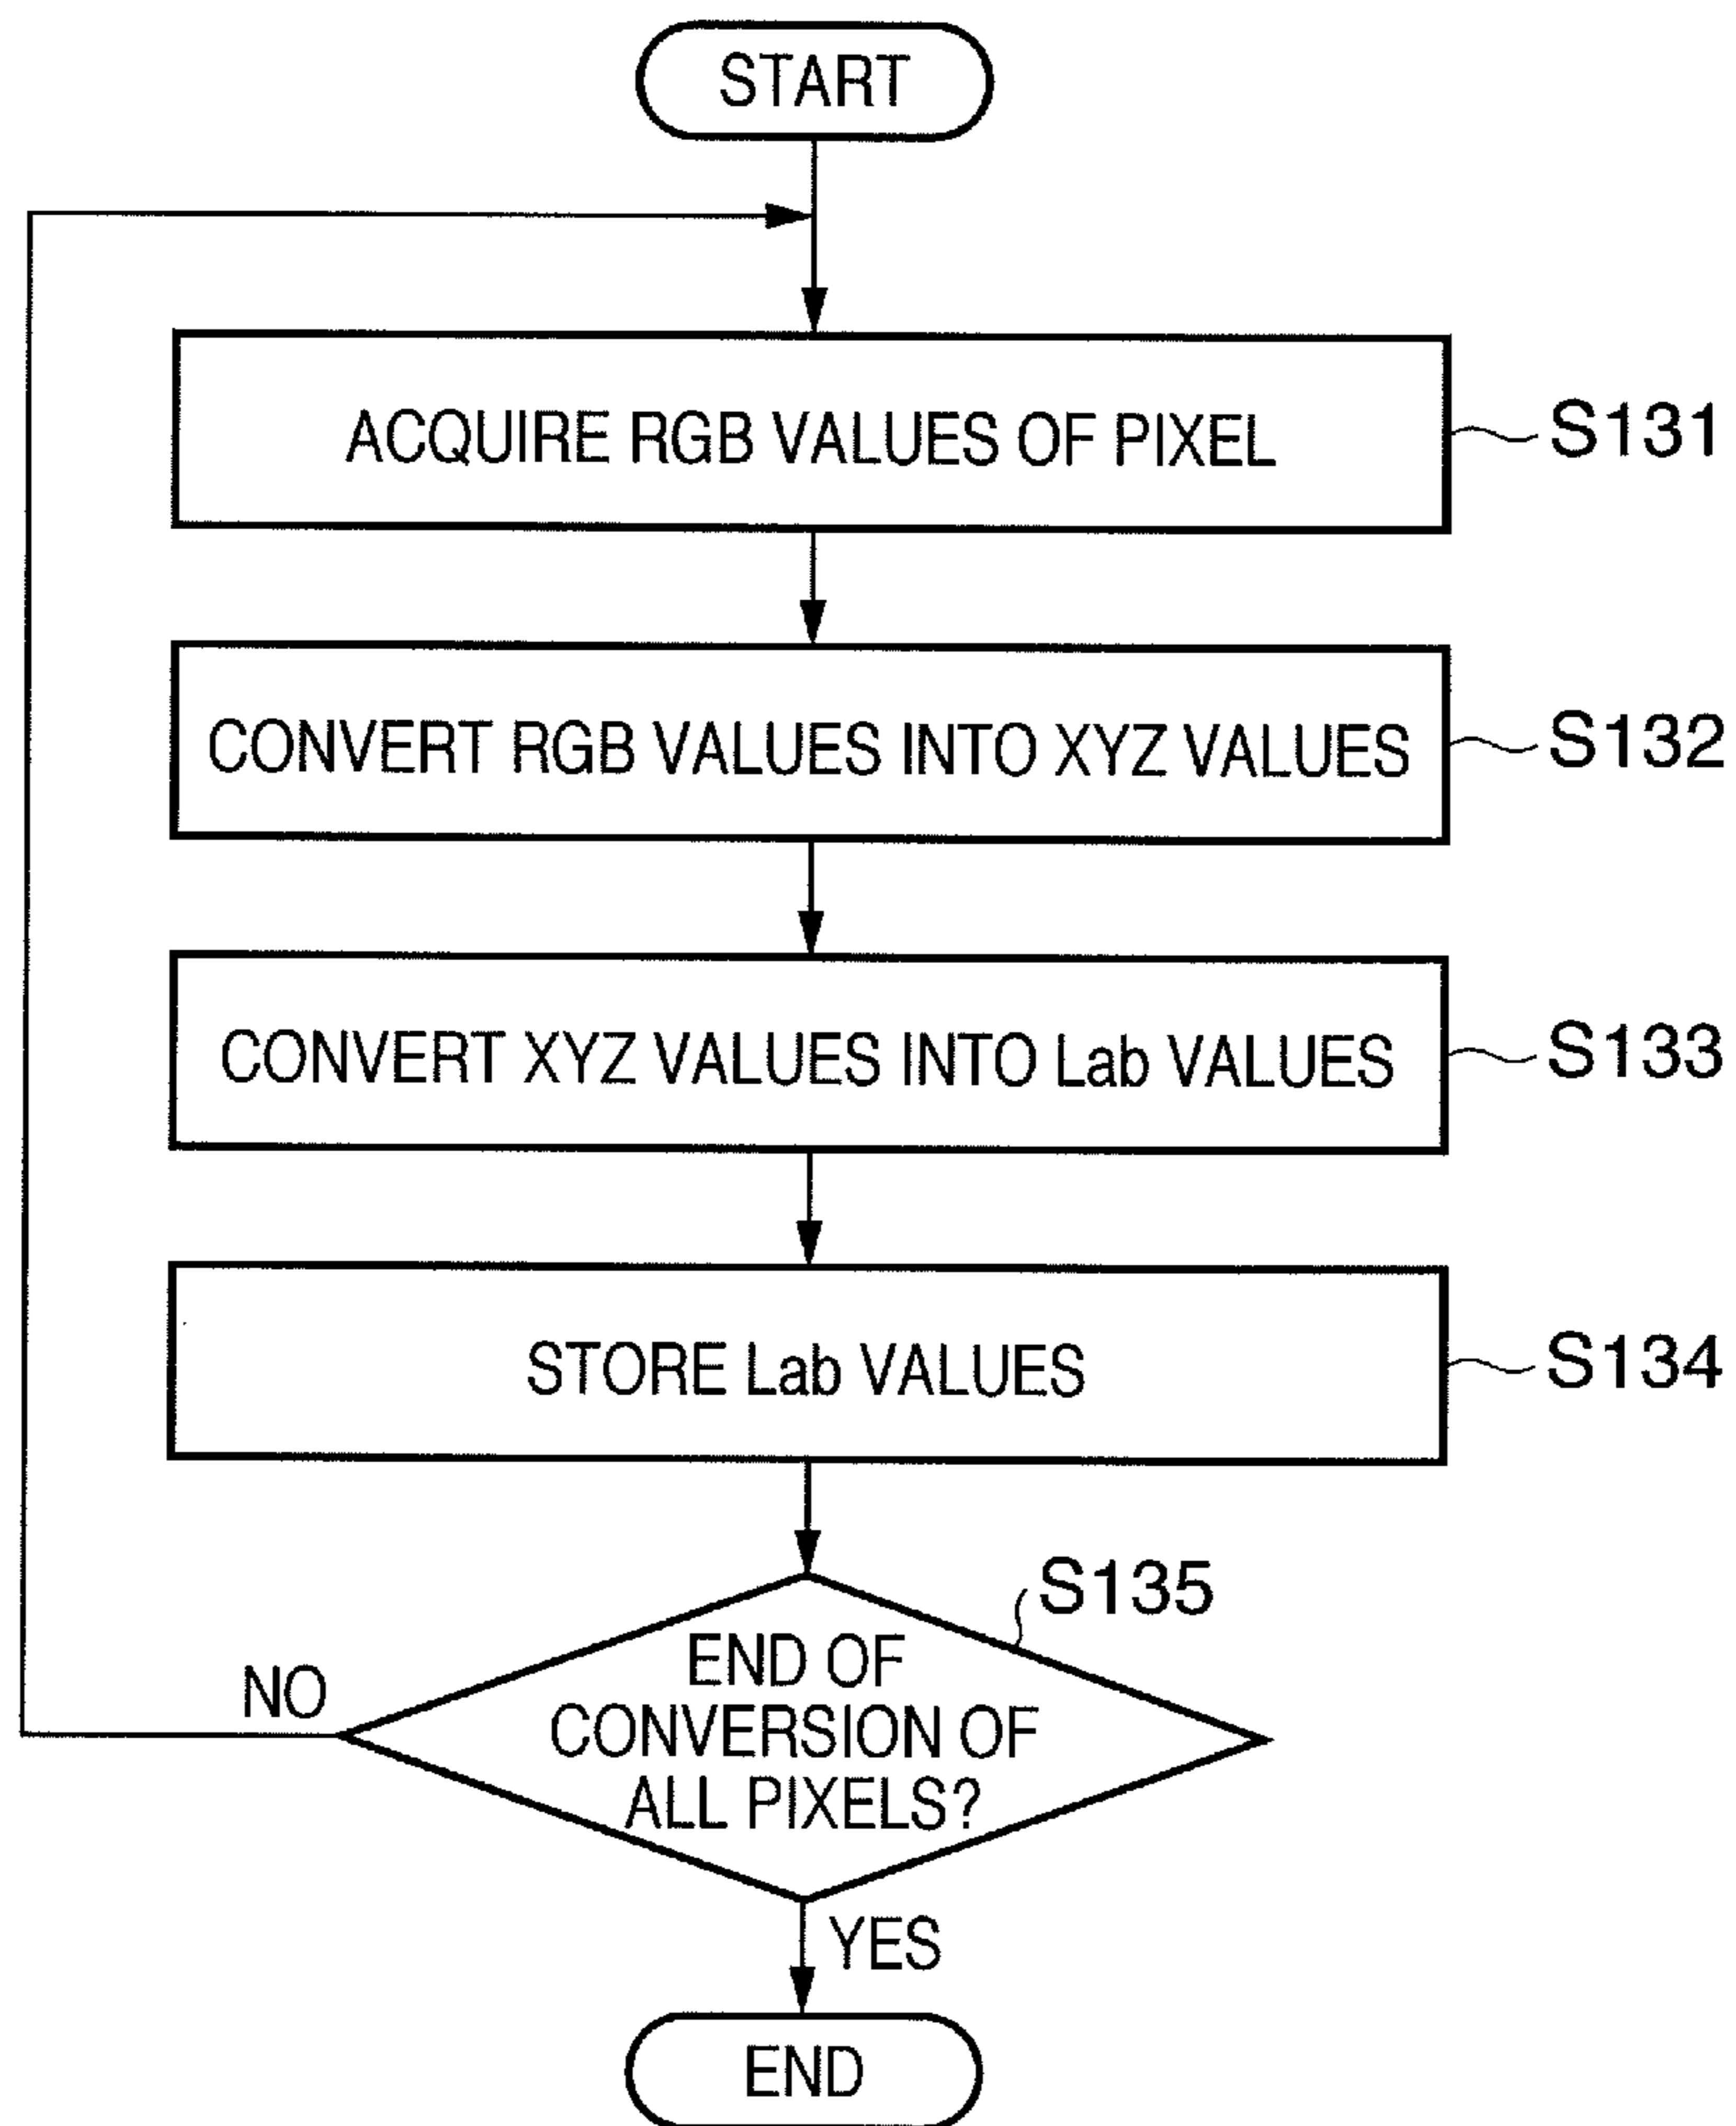 START
ACQUIRE RGB VALUES OF PIXEL
S131
CONVERT RGB VALUES INTO XYZ VALUES
S132
CONVERT XYZ VALUES INTO Lab VALUES
S133
STORE Lab VALUES
S134
S135
END OF
CONVERSION OF
ALL PIXELS?
NO
YES
END